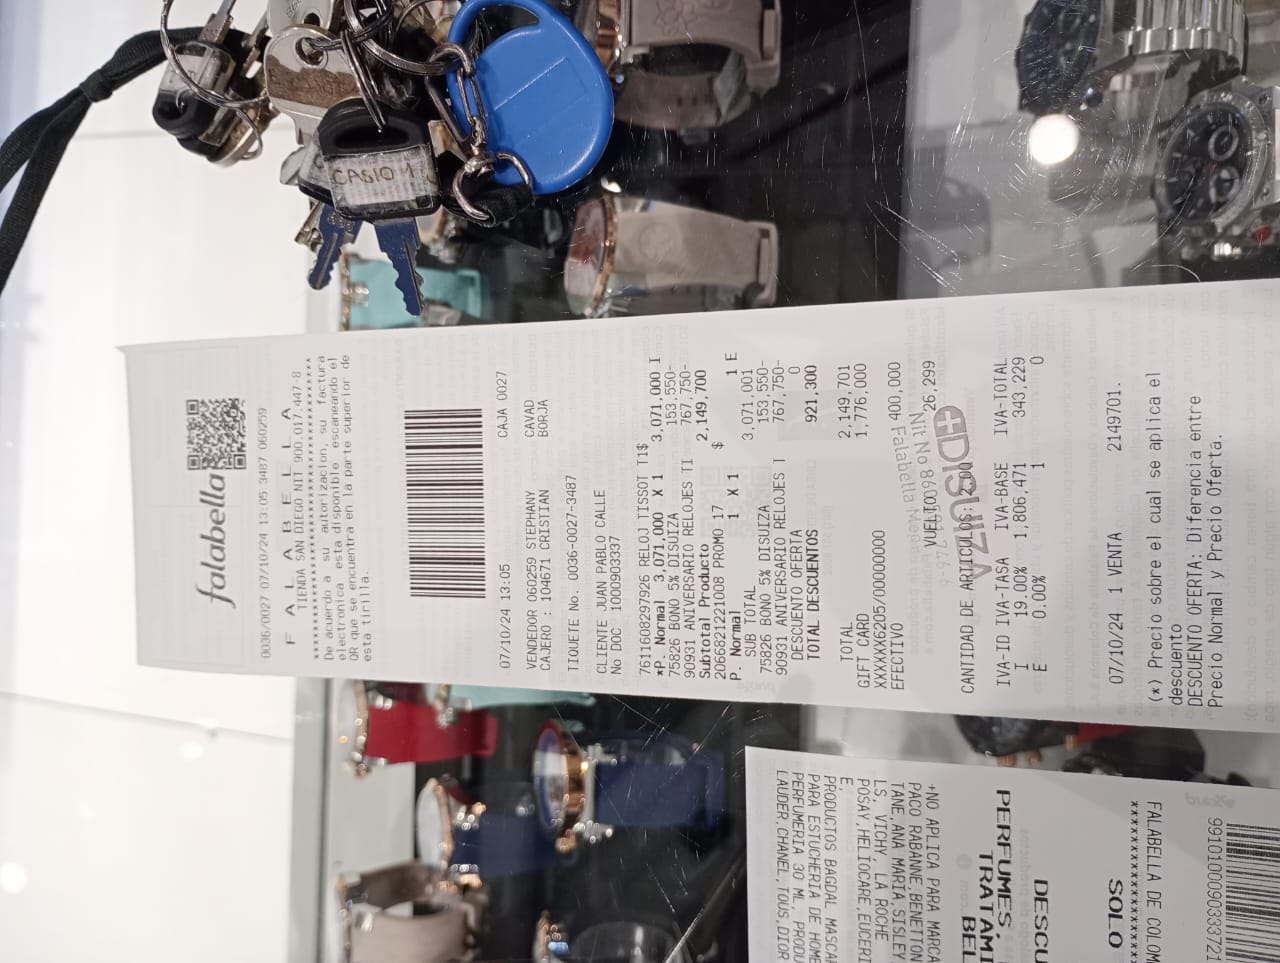 CASIO
falabella
0036/0027 07/10/24 13:05 3487 060259
F A L A B E L L A
TIENDA SAN DIEGO NIT 900.017.447-8
De acuerdo a su autorizacion, su factura
electronica esta disponible escaneando el
QR que se encuentra en la parte superior de
esta tirilla.
07/10/24 13:05 CAJA 0027
VENDEDOR 060259 STEPHANY CAVAD
CAJERO : 104671 CRISTIAN BORJA
TIQUETE No. 0036-0027-3487
CLIENTE JUAN PABLO CALLE
No DOC 1000903337
7611608297926 RELOJ TISSOT T1$
*P. Normal 3,071,000 X 1 3,071,000 I
75826 BONO 5% DISUIZA 153,550-
90931 ANIVERSARIO RELOJES TI 767,750-
Subtotal Producto 2,149,700
2066821221008 PROMO 17 $
P. Normal 1 X 1 1 E
SUB TOTAL 3,071,001
75826 BONO 5% DISUIZA 153,550-
90931 ANIVERSARIO RELOJES T 767,750-
DESCUENTO OFERTA 0
TOTAL DESCUENTOS 921,300
TOTAL 2,149,701
GIFT CARD 1,776,000
XXXXXX6205/00000000
EFECTIVO 400,000
VUELTO 26,299
Falabella
Nit No
DISUIZA
CANTIDAD DE ARTICULOS:
IVA-ID IVA-TASA IVA-BASE IVA-TOTAL
I 19.00% 1,806,471 343,229
E 0.00% 1 0
07/10/24 1 VENTA 2149701.
(*) Precio sobre el cual se aplica el
descuento
DESCUENTO OFERTA: Diferencia entre
Precio Normal y Precio Oferta.
FALABELLA DE COLOM
SOLO
DESCU
PERFUMES,
TRATAMI
BEL
+NO APLICA PARA MARCA
PACO RABANNE,BENETTON
TANE,ANA MARIA,SISLEY
LS, VICHY, LA ROCHE
POSAY,HELIOCARE,EUCERI
E.
PRODUCTOS BAGDAL MASCA
PARA ESTUCHERIA DE HOME
PERFUMERIA 30 ML, PRODU
LAUDER,CHANEL,TOUS,DIOR